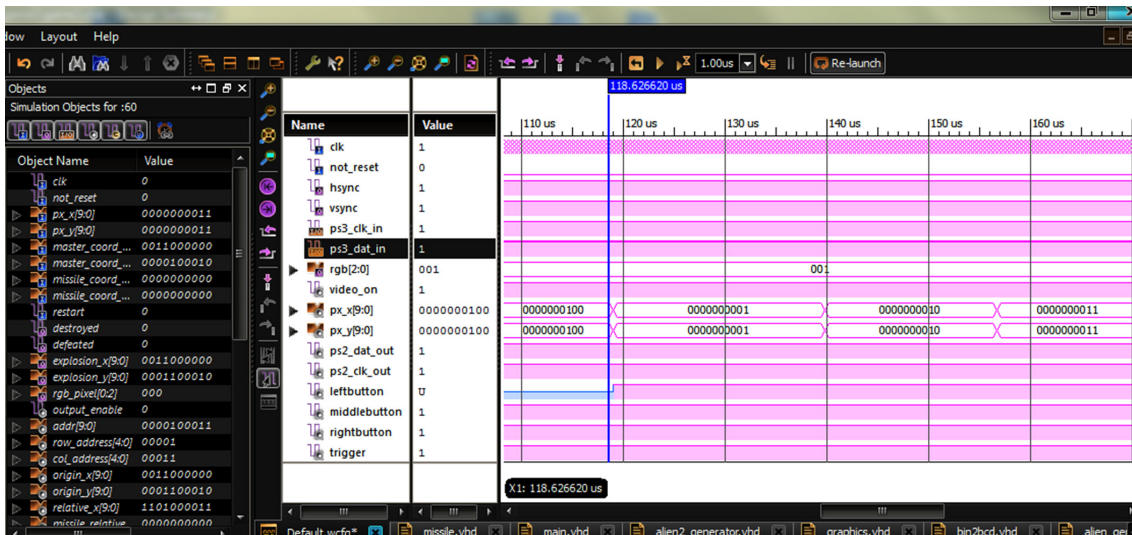 low Layout Help
1.00us Re-launch
Objects
Simulation Objects for :60
Object Name Value
clk 0
not_reset 0
px_x[9:0] 0000000011
px_y[9:0] 0000000011
master_coord_... 0011000000
master_coord_... 0000100010
missile_coord_... 0000000000
missile_coord_... 0000000000
restart 0
destroyed 0
defeated 0
explosion_x[9:0] 0011000000
explosion_y[9:0] 0001100010
rgb_pixel[0:2] 000
output_enable 0
addr[9:0] 0000100011
row_address[4:0] 00001
col_address[4:0] 00011
origin_x[9:0] 0011000000
origin_y[9:0] 0001100010
relative_x[9:0] 1101000011
missile_relative 0000000000
118.626620 us
Name Value 110 us 120 us 130 us 140 us 150 us 160 us
clk 1
not_reset 0
hsync 1
vsync 1
ps3_clk_in 1
ps3_dat_in 1
rgb[2:0] 001 001
video_on 1
px_x[9:0] 0000000100 0000000100 0000000001 0000000010 0000000011
px_y[9:0] 0000000100 0000000100 0000000001 0000000010 0000000011
ps2_dat_out 1
ps2_clk_out 1
leftbutton U
middlebutton 1
rightbutton 1
trigger 1
X1: 118.626620 us
Default.wcfg* missile.vhd main.vhd alien2_generator.vhd graphics.vhd bin2bcd.vhd alien_ge